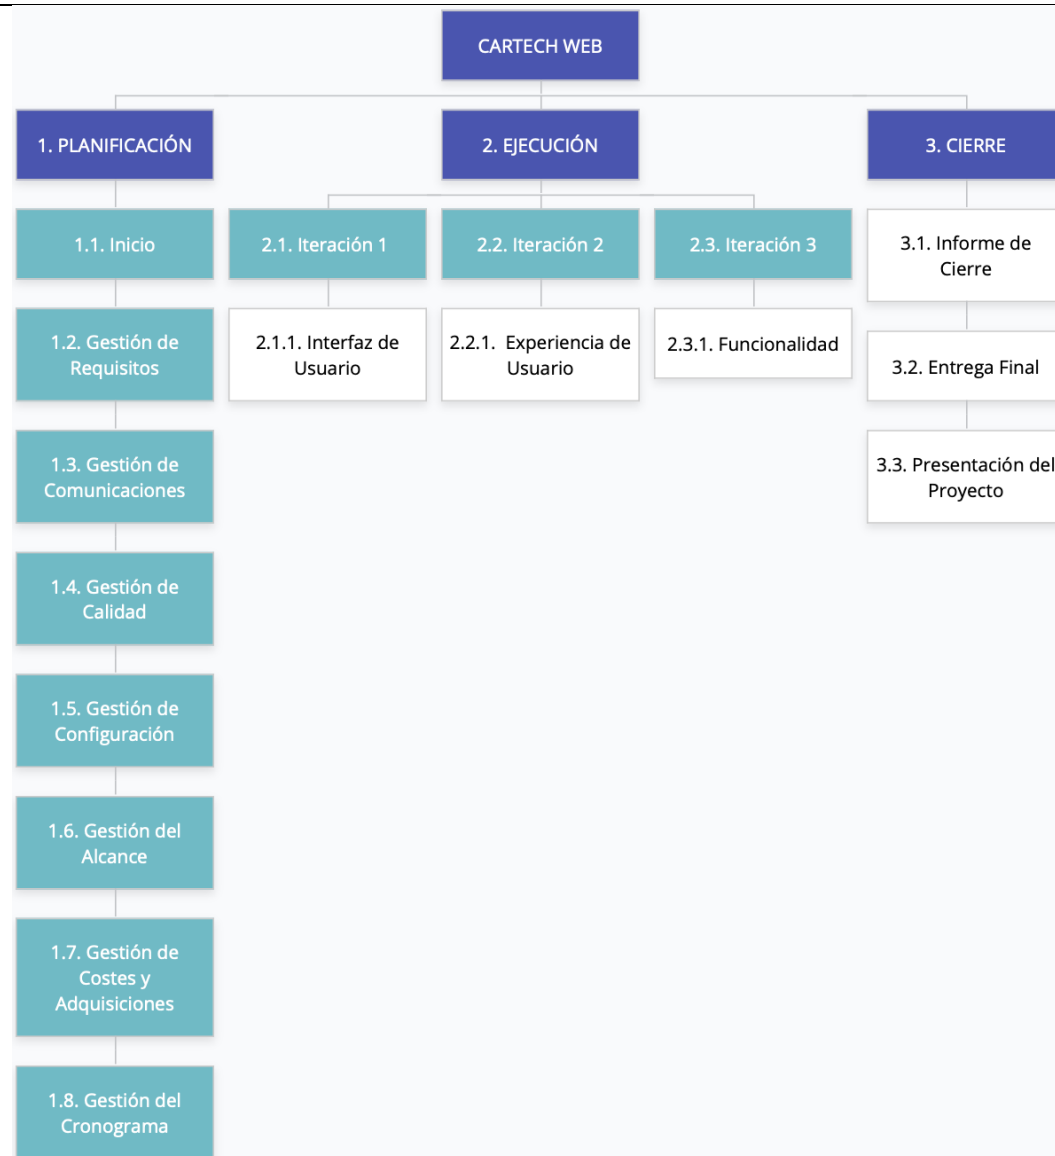 CARTECH WEB
1. PLANIFICACIÓN
2. EJECUCIÓN
3. CIERRE
1.1. Inicio
2.1. Iteración 1
2.2. Iteración 2
2.3. Iteración 3
3.1. Informe de
Cierre
1.2. Gestión de
Requisitos
2.1.1. Interfaz de
Usuario
2.2.1. Experiencia de
Usuario
2.3.1. Funcionalidad
3.2. Entrega Final
1.3. Gestión de
Comunicaciones
3.3. Presentación del
Proyecto
1.4. Gestión de
Calidad
1.5. Gestión de
Configuración
1.6. Gestión del
Alcance
1.7. Gestión de
Costes y
Adquisiciones
1.8. Gestión del
Cronograma